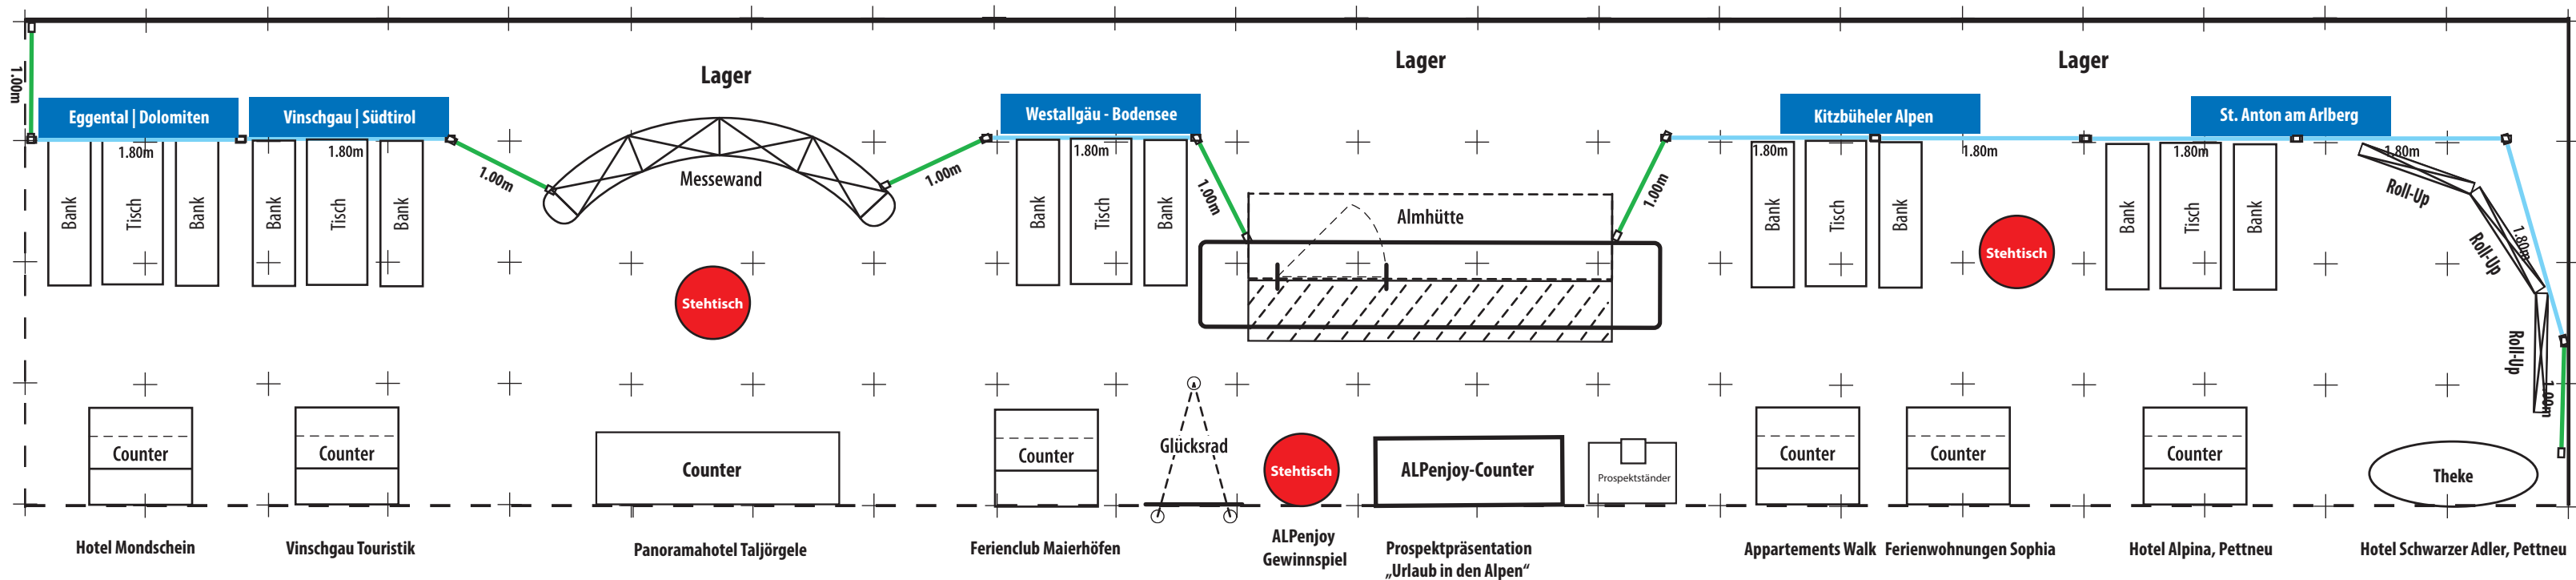 Lager
Lager
Lager
1.00m
Eggental | Dolomiten
Vinschgau | Südtirol
Westallgäu - Bodensee
Kitzbüheler Alpen
St. Anton am Arlberg
1.80m
1.80m
1.80m
1.80m
1.80m
1.80m
1.80m
Bank
Tisch
Bank
Bank
Tisch
Bank
1.00m
Messewand
1.00m
Bank
Tisch
Bank
1.00m
Almhütte
1.00m
Bank
Tisch
Bank
Bank
Tisch
Bank
Roll-Up
Roll-Up
1.80m
Roll-Up
1.00m
Stehtisch
Stehtisch
Counter
Counter
Counter
Counter
Glücksrad
Stehtisch
ALPenjoy-Counter
Prospektständer
Counter
Counter
Counter
Theke
Hotel Mondschein
Vinschgau Touristik
Panoramahotel Taljörgele
Ferienclub Maierhöfen
ALPenjoy
Gewinnspiel
Prospektpräsentation
„Urlaub in den Alpen“
Appartements Walk
Ferienwohnungen Sophia
Hotel Alpina, Pettneu
Hotel Schwarzer Adler, Pettneu